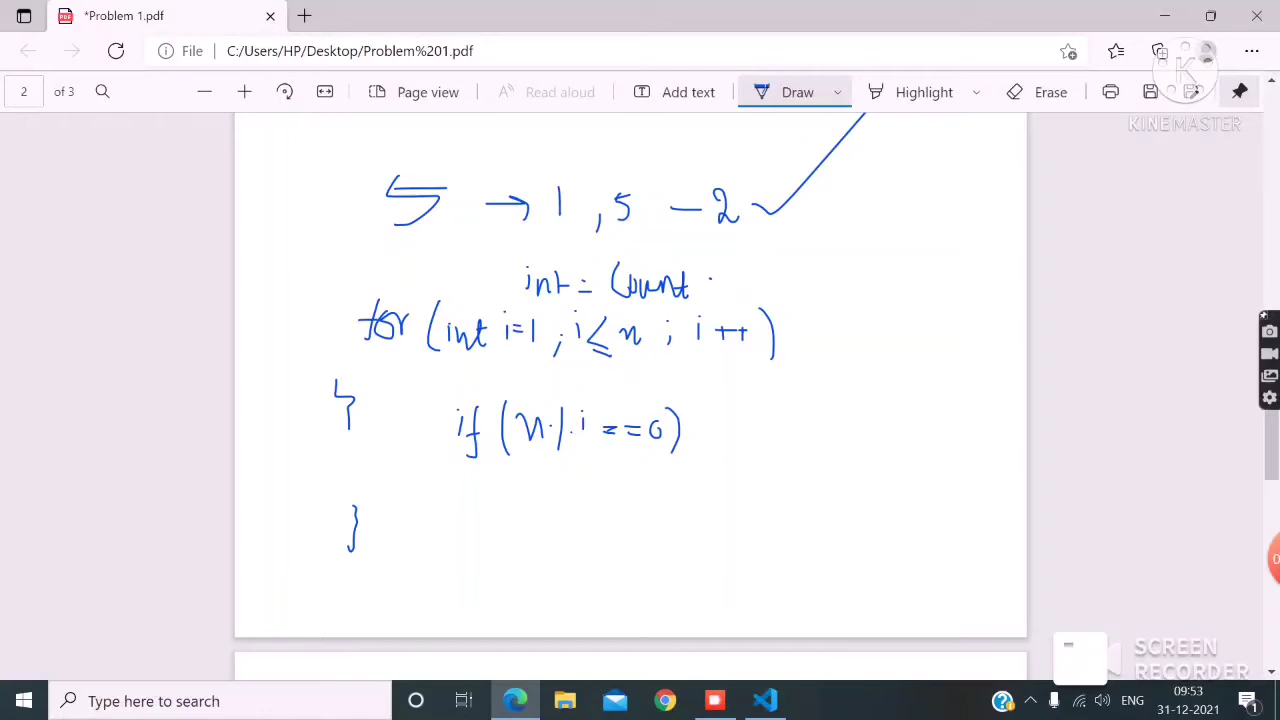 *Problem 1.pdf
File C:/Users/HP/Desktop/Problem%201.pdf
2 of 3 Page view Read aloud Add text Draw Highlight Erase
K
KINEMASTER
5 → 1 , 5 – 2 ✓
int = Count ;
for (int i=1 ; i ≤ n ; i ++)
{
if (n % i == 0)
}
SCREEN
RECORDER
Type here to search
ENG
09:53
31-12-2021
1